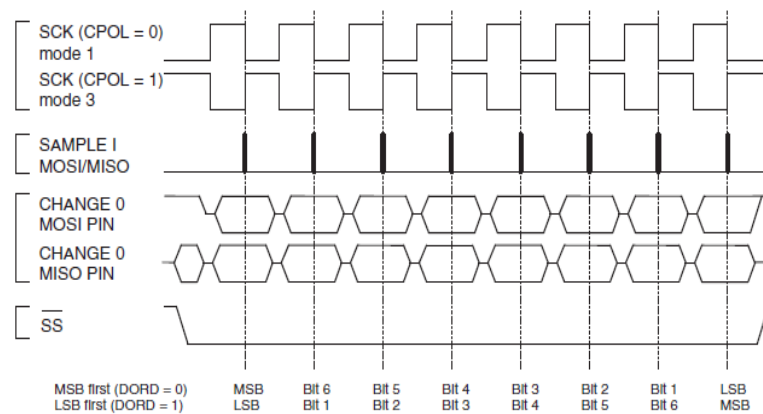 SCK (CPOL = 0)
mode 1
SCK (CPOL = 1)
mode 3
SAMPLE I
MOSI/MISO
CHANGE 0
MOSI PIN
CHANGE 0
MISO PIN
SS
MSB first (DORD = 0) MSB Bit 6 Bit 5 Bit 4 Bit 3 Bit 2 Bit 1 LSB
LSB first (DORD = 1) LSB Bit 1 Bit 2 Bit 3 Bit 4 Bit 5 Bit 6 MSB